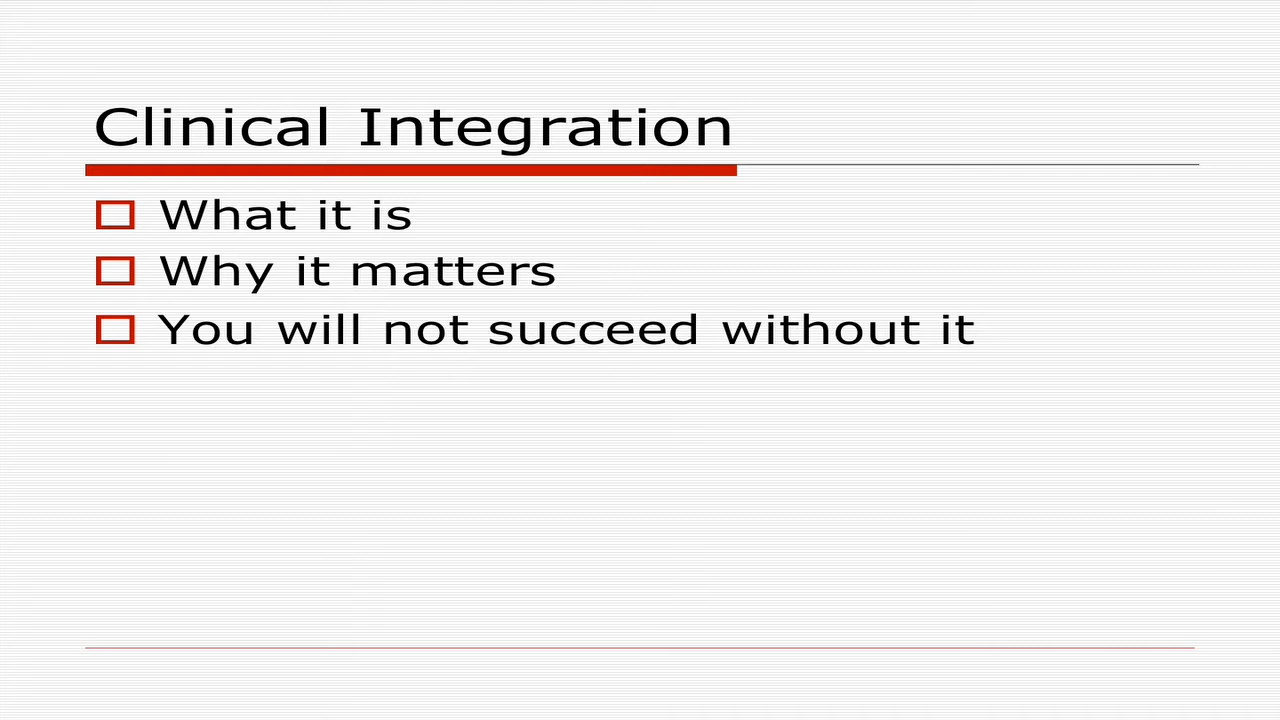 Clinical Integration
What it is
Why it matters
You will not succeed without it